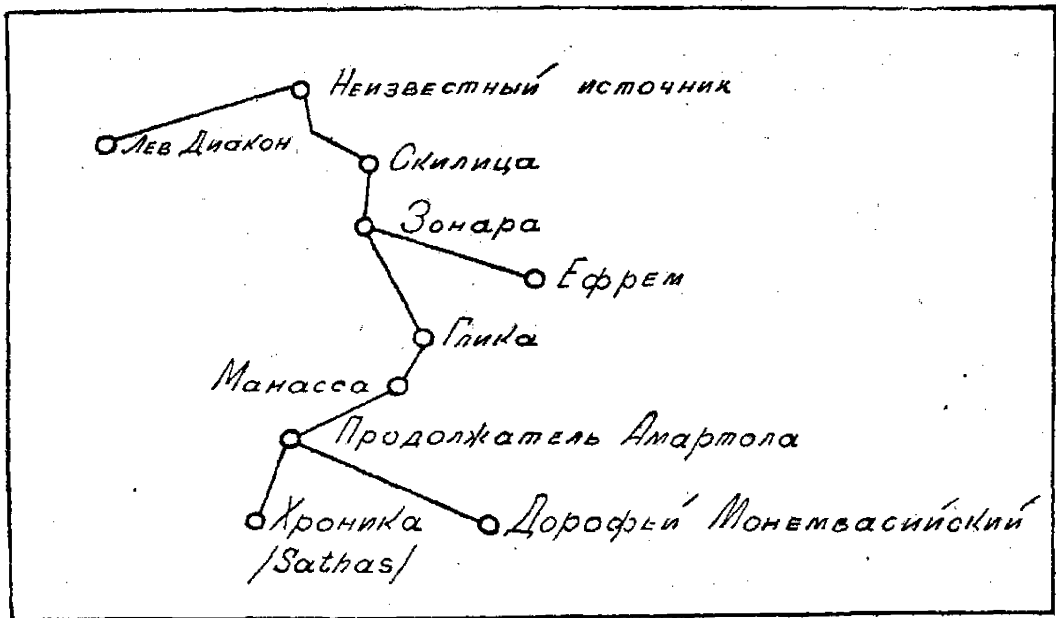 Неизвестный источник
Лев Диакон
Скилица
Зонара
Ефрем
Глика
Манасса
Продолжатель Амартола
Хроника
/Sathas/
Дорофей Монемвасийский